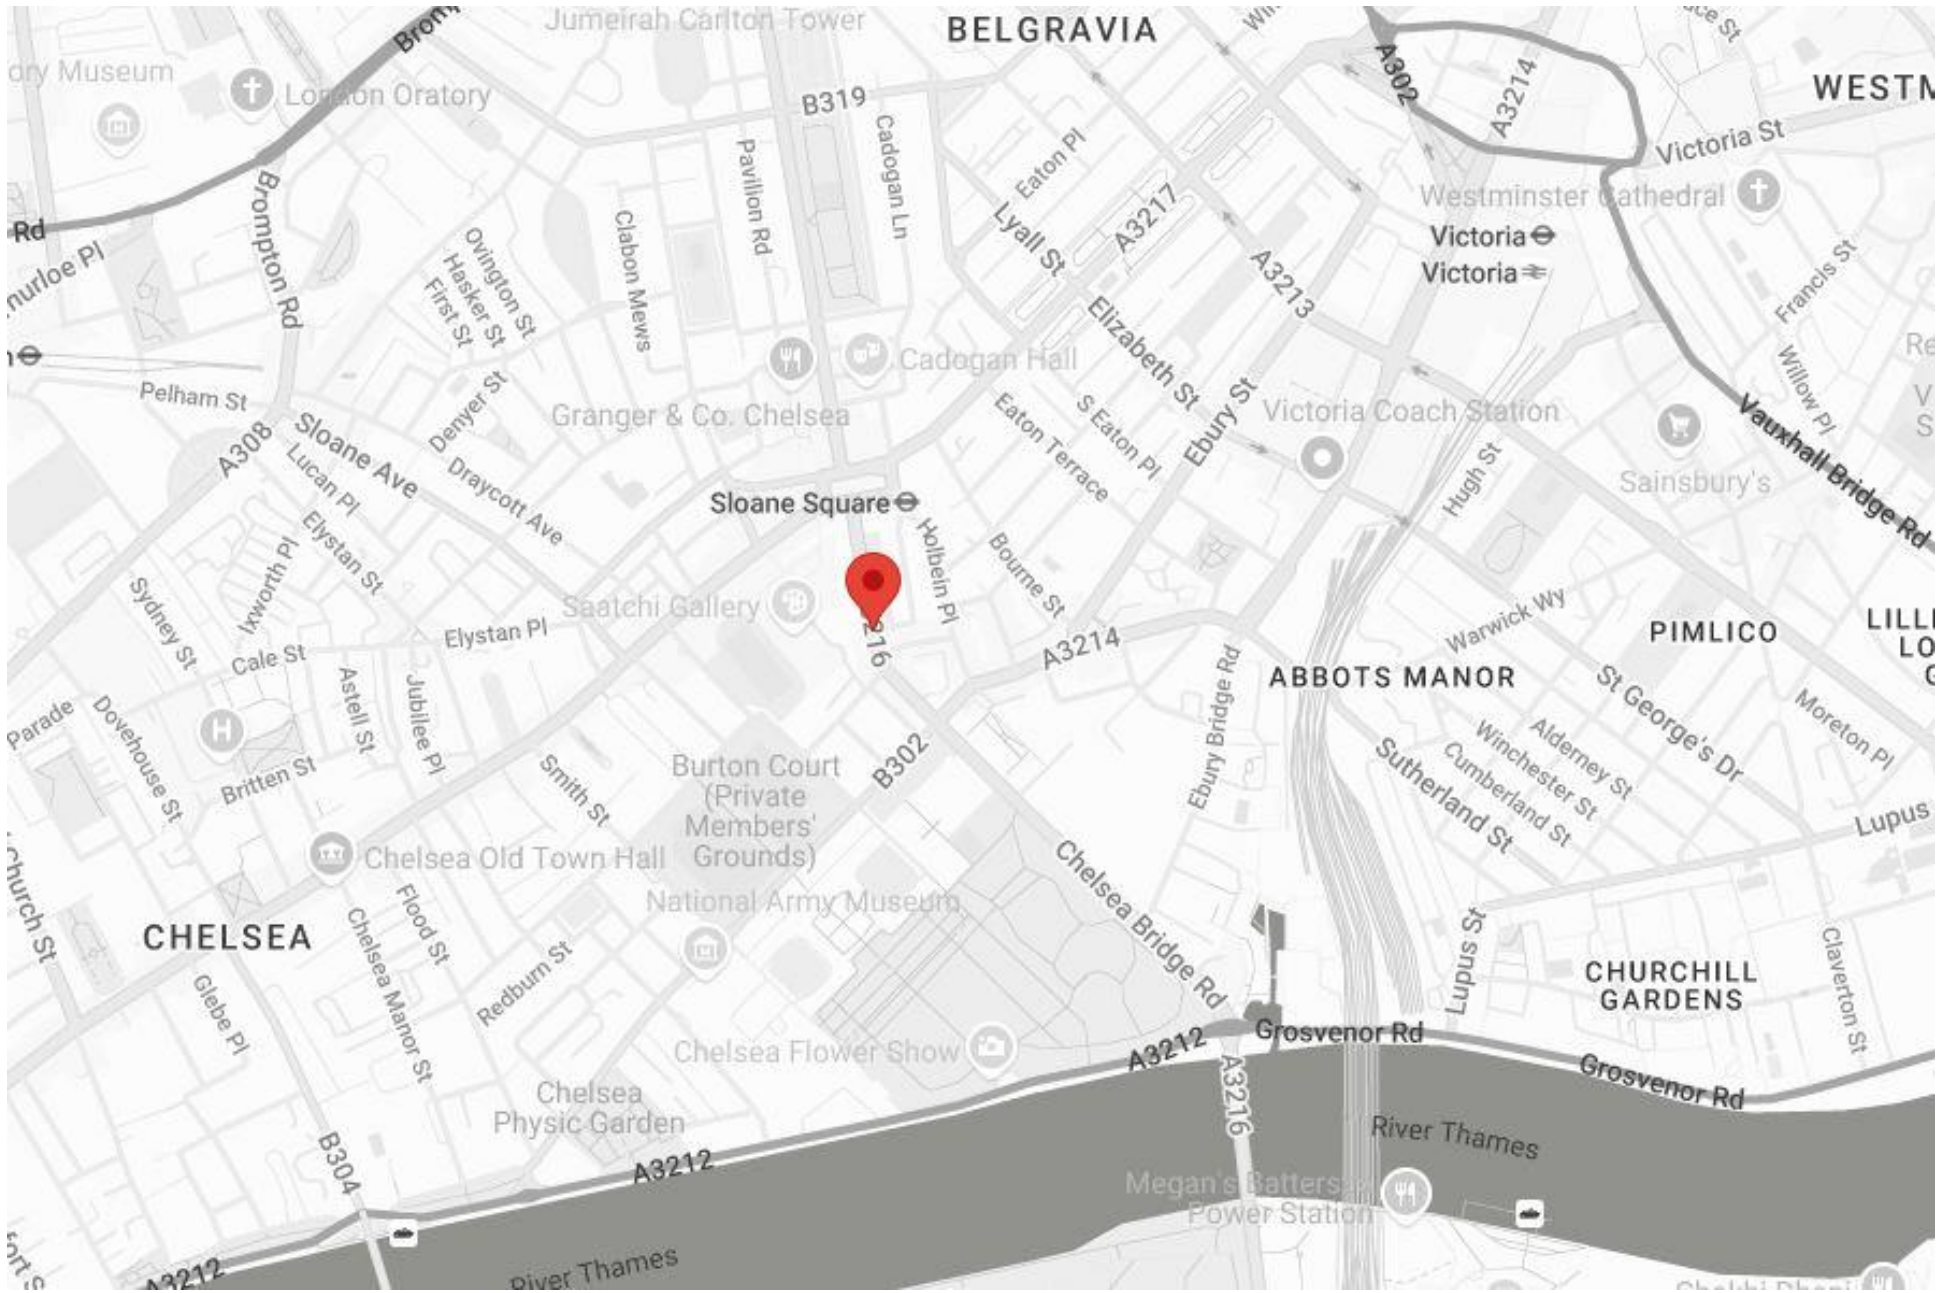 Jumeirah Carlton Tower
BELGRAVIA
A302
A3214
WESTM
ory Museum
London Oratory
B319
Cadogan Ln
Pavilion Rd
Eaton Pl
Victoria St
Westminster Cathedral
Brompton Rd
Rd
Clabon Mews
Ovington St
Hasker St
First St
Lyall St
A3217
A3213
Victoria
Victoria
Francis St
Willow Pl
Elizabeth St
Cadogan Hall
Granger & Co. Chelsea
Pelham St
Denyer St
Sloane Ave
A308
Lucan Pl
Draycott Ave
Eaton Terrace
S Eaton Pl
Ebury St
Victoria Coach Station
Hugh St
Vauxhall Bridge Rd
Sainsbury's
Sloane Square
Holbein Pl
Bourne St
Elystan St
Ixworth Pl
Sydney St
Saatchi Gallery
216
Elystan Pl
Cale St
A3214
Warwick Wy
PIMLICO
ABBOTS MANOR
St George's Dr
Moreton Pl
Astell St
Jubilee Pl
Parade
Dovehouse St
Britten St
Smith St
Burton Court
(Private
Members'
Grounds)
B302
Ebury Bridge Rd
Sutherland St
Cumberland St
Winchester St
Alderney St
Lupus
Chelsea Old Town Hall
National Army Museum
Chelsea Bridge Rd
Church St
CHELSEA
Flood St
Chelsea Manor St
Redburn St
Glebe Pl
Lupus St
CHURCHILL
GARDENS
Claverton St
Chelsea Flower Show
A3212
Grosvenor Rd
Grosvenor Rd
A3216
Chelsea
Physic Garden
River Thames
B304
A3212
Megan's Batters
Power Station
River Thames
A3212